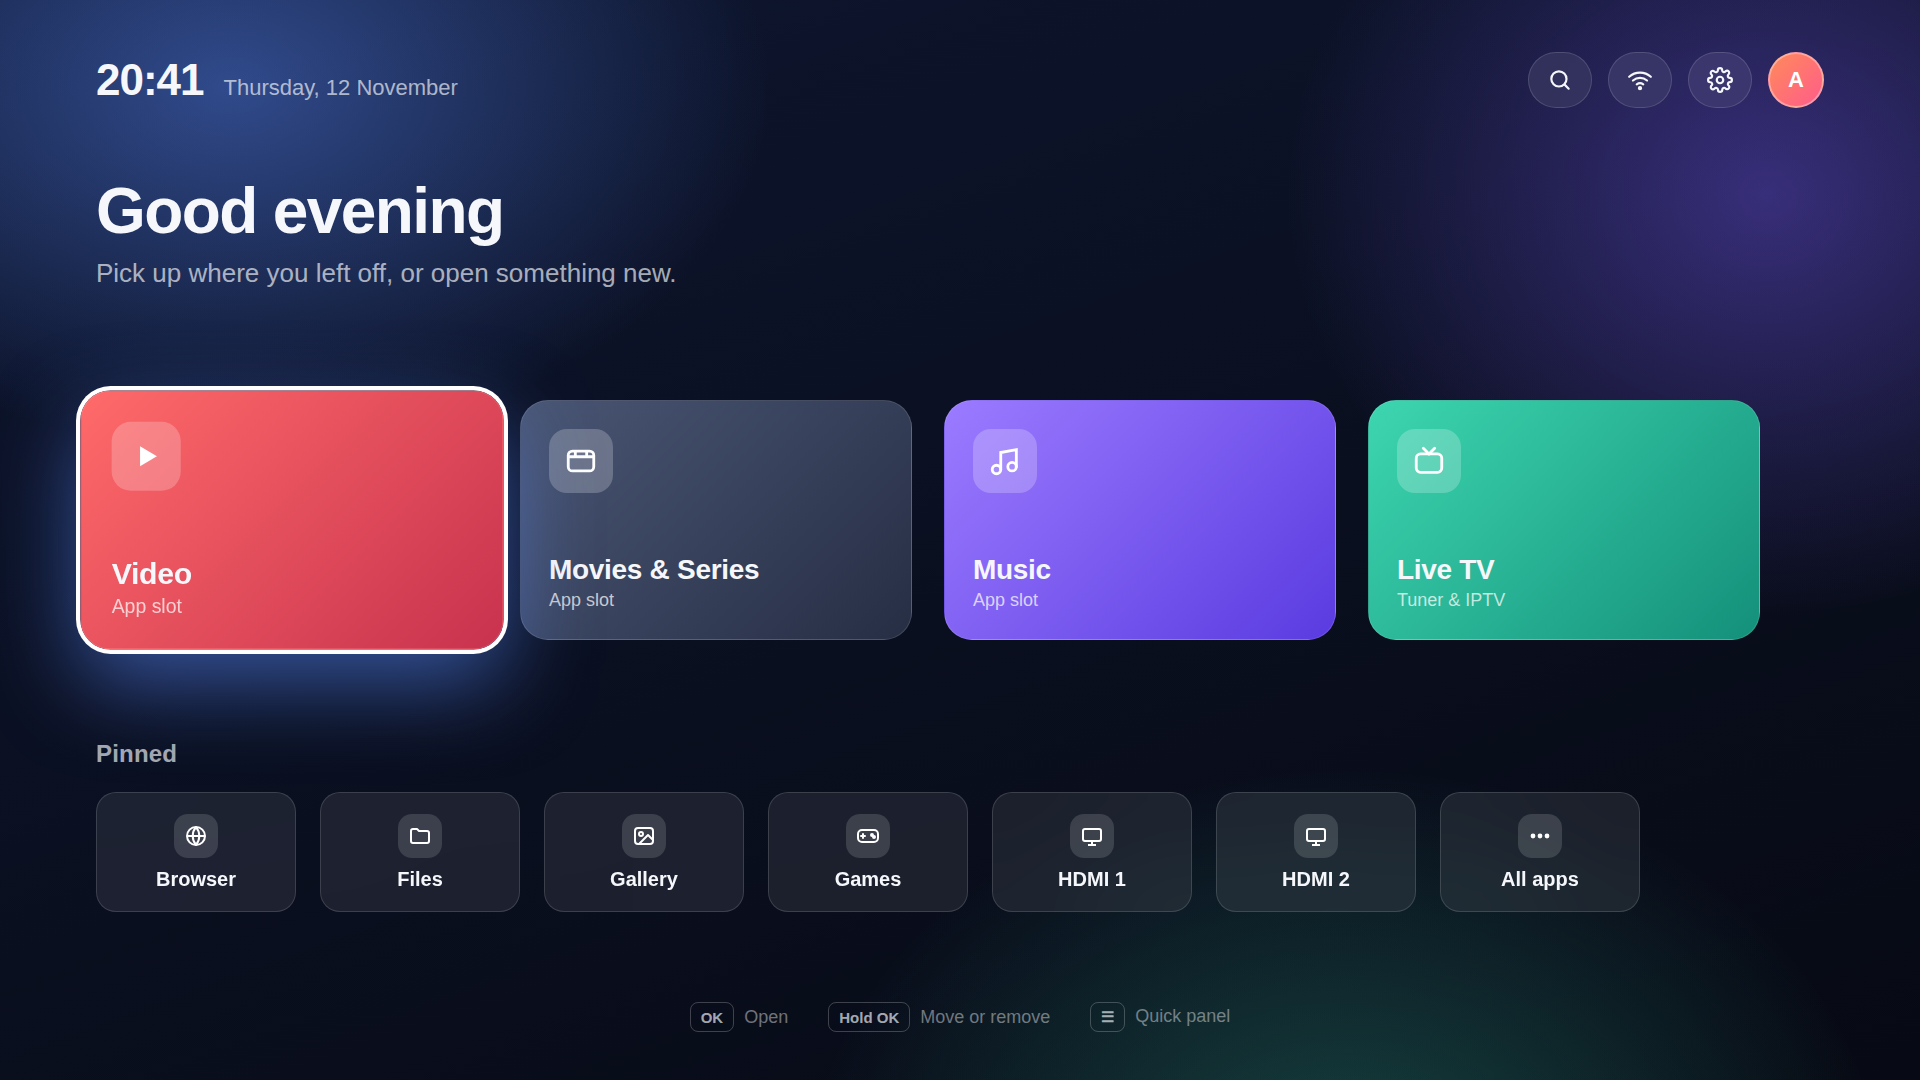 20:41 Thursday, 12 November
A
Good evening
Pick up where you left off, or open something new.
Video
App slot
Movies & Series
App slot
Music
App slot
Live TV
Tuner & IPTV
Pinned
Browser
Files
Gallery
Games
HDMI 1
HDMI 2
All apps
OK Open
Hold OK Move or remove
Quick panel